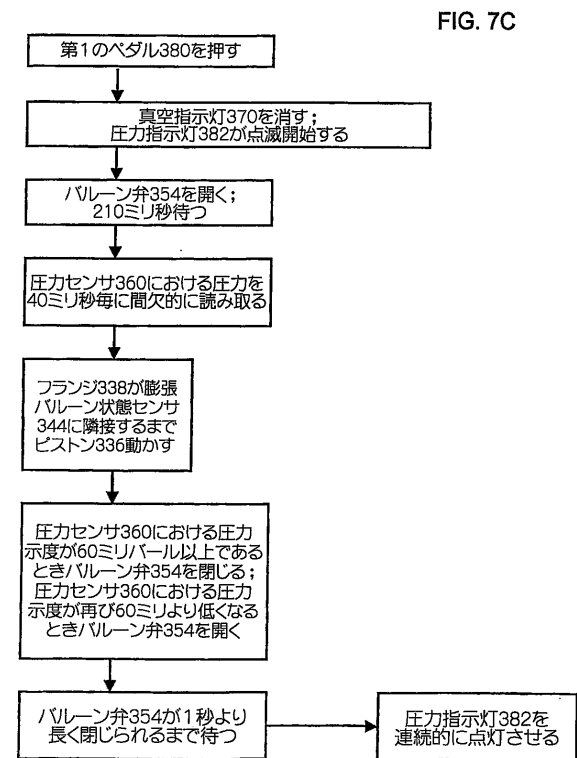 FIG. 7C
第1のペダル380を押す
真空指示灯370を消す;
圧力指示灯382が点滅開始する
バルーン弁354を開く;
210ミリ秒待つ
圧力センサ360における圧力を
40ミリ秒毎に間欠的に読み取る
フランジ338が膨張
バルーン状態センサ
344に隣接するまで
ピストン336動かす
圧力センサ360における圧力
示度が60ミリバール以上である
ときバルーン弁354を閉じる;
圧力センサ360における圧力
示度が再び60ミリより低くなる
ときバルーン弁354を開く
バルーン弁354が1秒より
長く閉じられるまで待つ
圧力指示灯382を
連続的に点灯させる